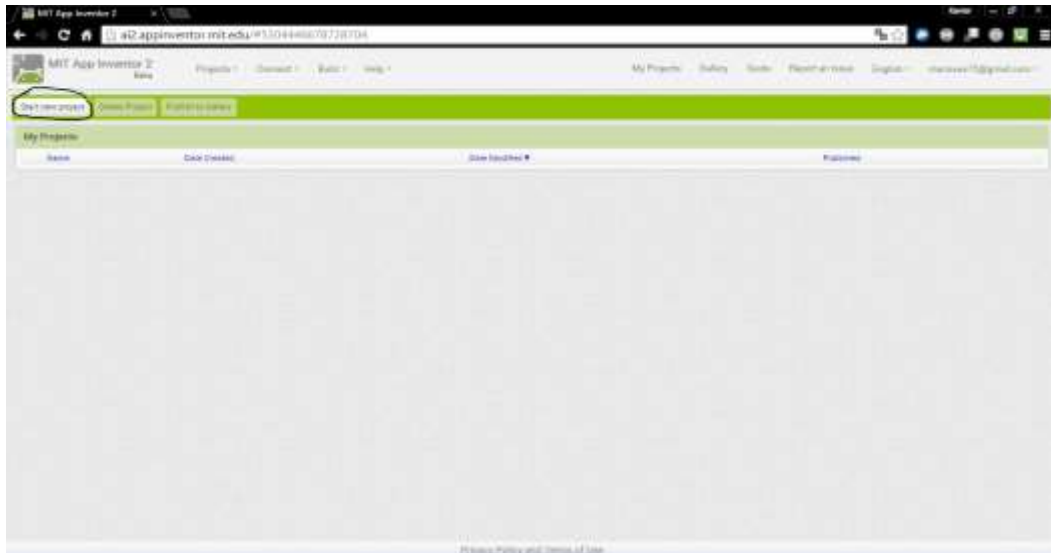 MIT App Inventor 2
ai2.appinventor.mit.edu/
MIT App Inventor 2
Beta
Projects Connect Build Help
My Projects Gallery Guide Report an Issue English
Start new project Delete Project Publish to Gallery
My Projects
Name Date Created Date Modified Published
Privacy Policy and Terms of Use